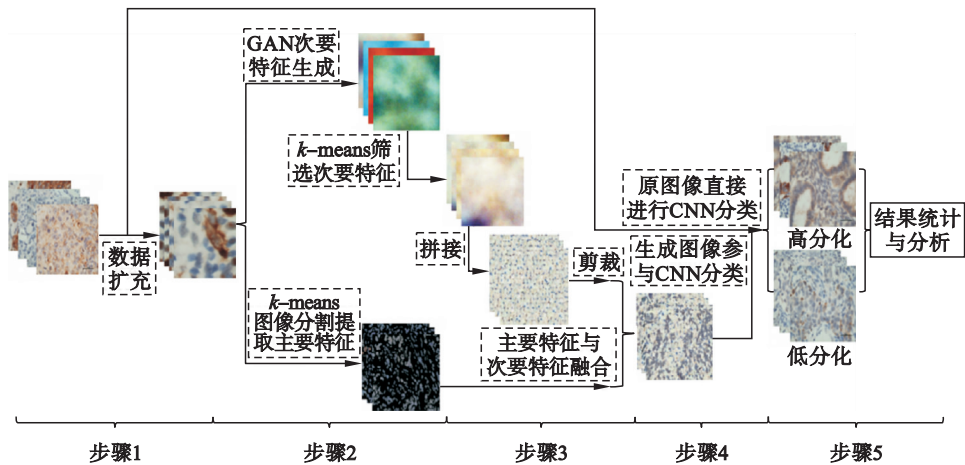 GAN次要
特征生成
k-means筛
选次要特征
数据
扩充
k-means
图像分割提
取主要特征
拼接
剪裁
主要特征与
次要特征融合
原图像直接
进行CNN分类
生成图像参
与CNN分类
高分化
低分化
结果统计
与分析
步骤1
步骤2
步骤3
步骤4
步骤5